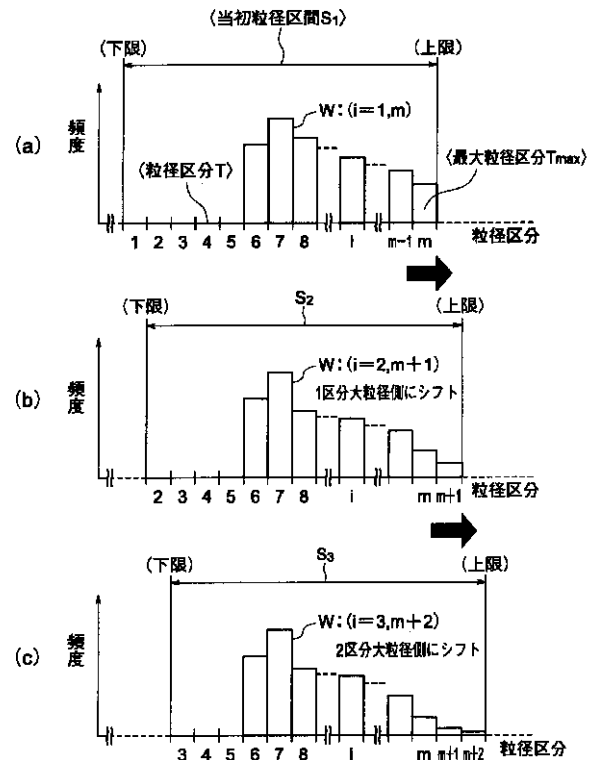 〈当初粒径区間S1〉
(下限)
(上限)
(a)
頻度
W:(i=1,m)
〈粒径区分T〉
〈最大粒径区分Tmax〉
1 2 3 4 5 6 7 8 i m-1 m 粒径区分
(下限)
S2
(上限)
(b)
頻度
W:(i=2,m+1)
1区分大粒径側にシフト
2 3 4 5 6 7 8 i m m+1 粒径区分
(下限)
S3
(上限)
(c)
頻度
W:(i=3,m+2)
2区分大粒径側にシフト
3 4 5 6 7 8 i m m+1 m+2 粒径区分